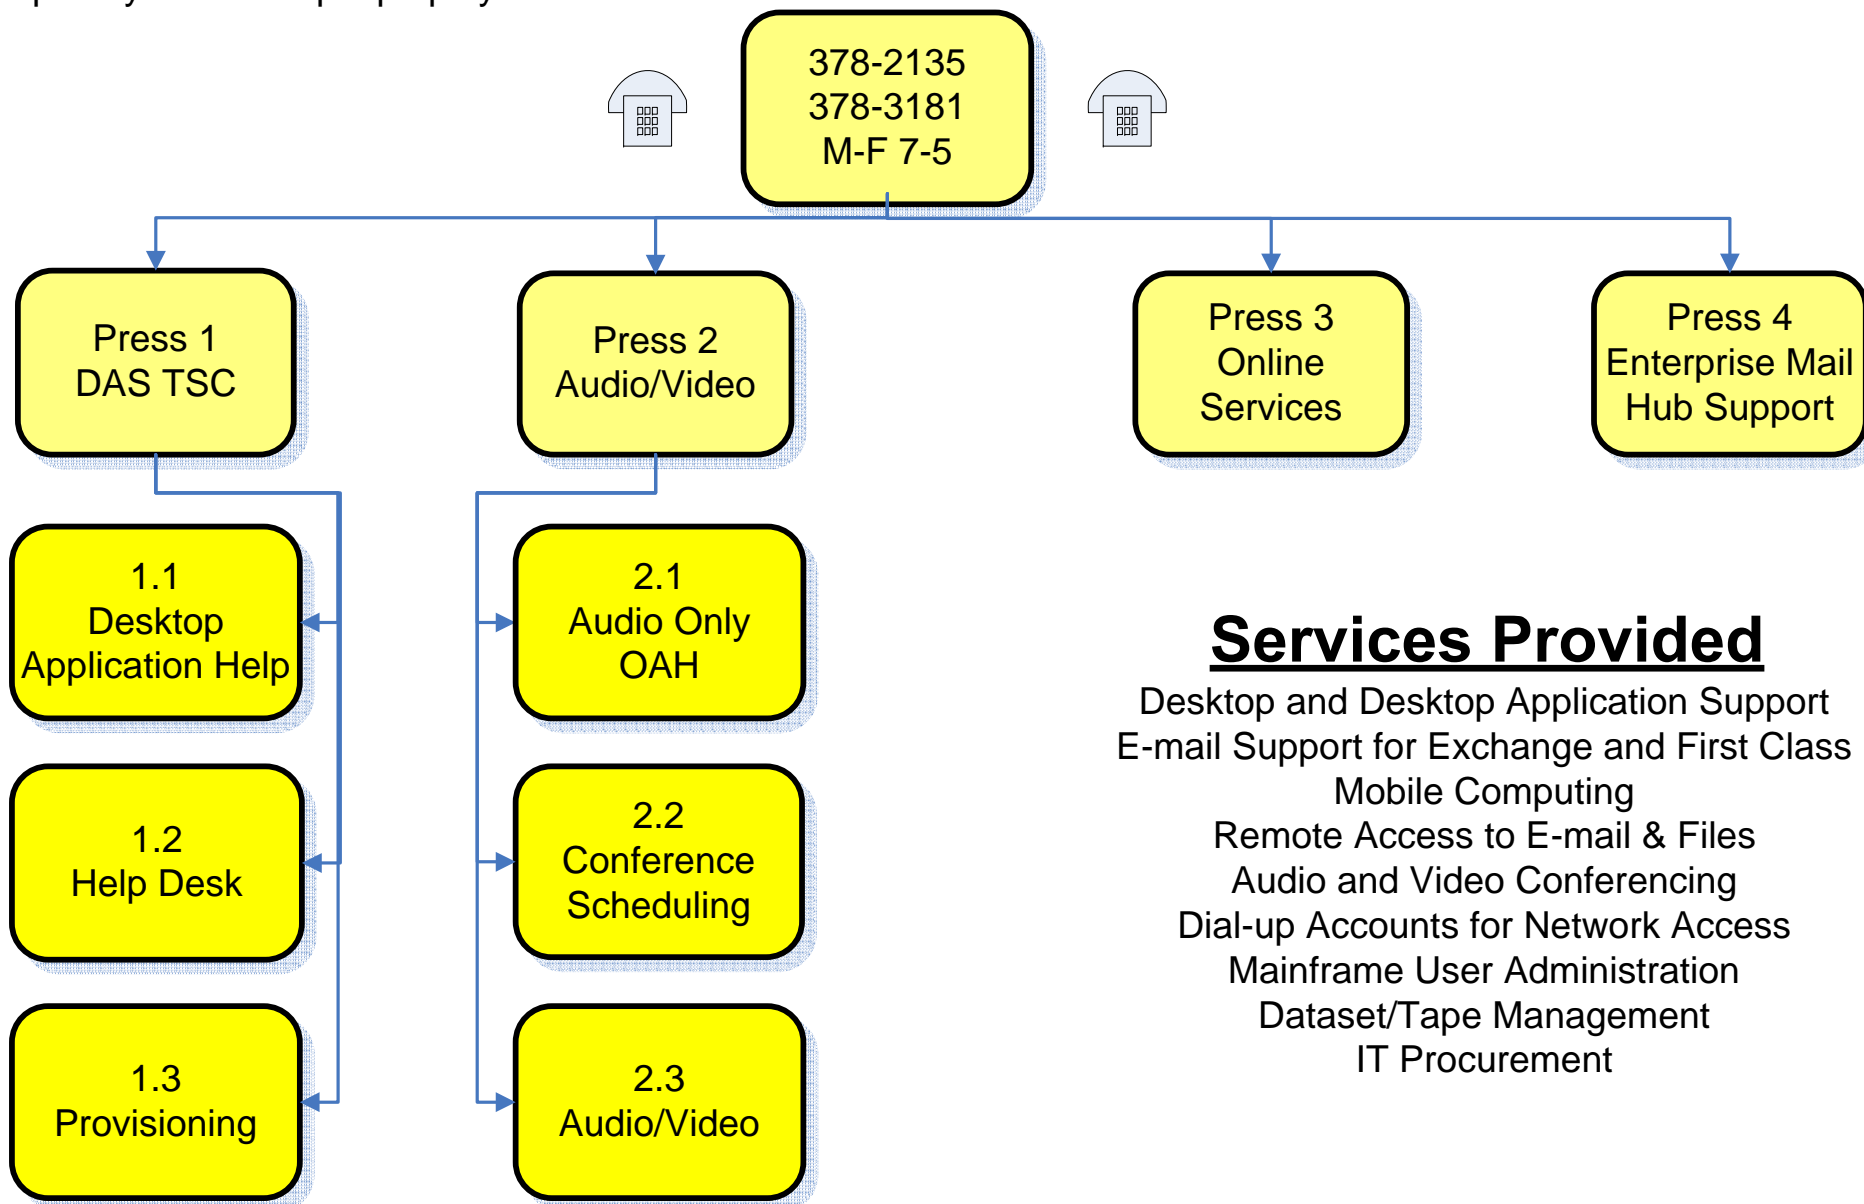 378-2135
378-3181
M-F 7-5
Press 1
DAS TSC
Press 2
Audio/Video
Press 3
Online
Services
Press 4
Enterprise Mail
Hub Support
1.1
Desktop
Application Help
2.1
Audio Only
OAH
1.2
Help Desk
2.2
Conference
Scheduling
1.3
Provisioning
2.3
Audio/Video
Services Provided
Desktop and Desktop Application Support
E-mail Support for Exchange and First Class
Mobile Computing
Remote Access to E-mail & Files
Audio and Video Conferencing
Dial-up Accounts for Network Access
Mainframe User Administration
Dataset/Tape Management
IT Procurement